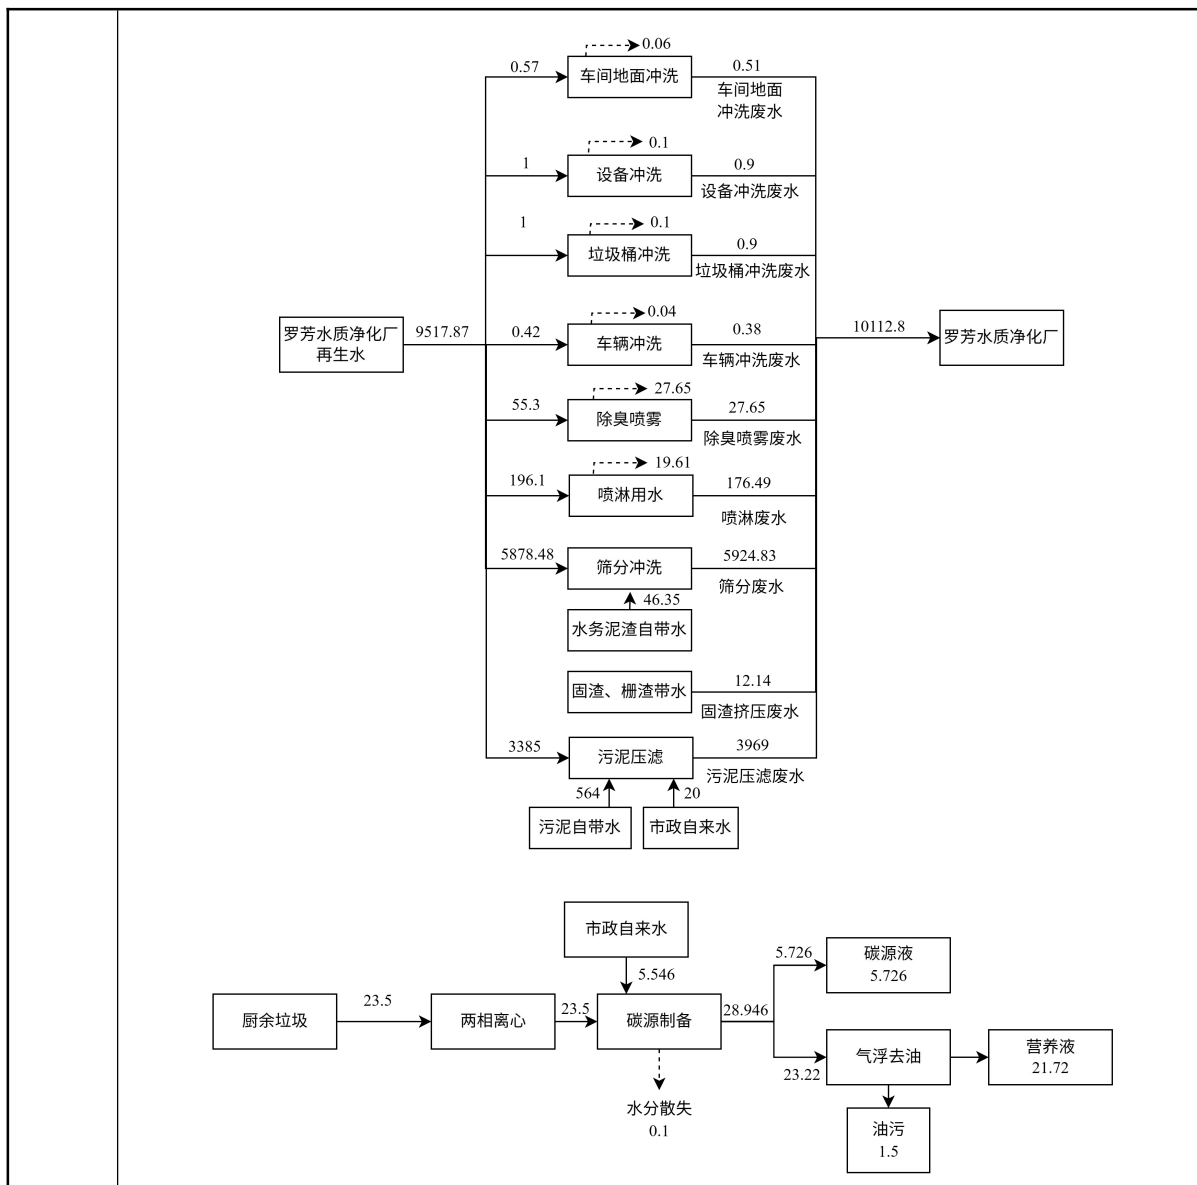 0.06
0.57
车间地面冲洗
0.51
车间地面
冲洗废水
0.1
1
设备冲洗
0.9
设备冲洗废水
0.1
1
垃圾桶冲洗
0.9
垃圾桶冲洗废水
罗芳水质净化厂
再生水
9517.87
0.04
0.42
车辆冲洗
0.38
车辆冲洗废水
10112.8
罗芳水质净化厂
27.65
55.3
除臭喷雾
27.65
除臭喷雾废水
19.61
196.1
喷淋用水
176.49
喷淋废水
5878.48
筛分冲洗
5924.83
筛分废水
46.35
水务泥渣自带水
固渣、栅渣带水
12.14
固渣挤压废水
3385
污泥压滤
3969
污泥压滤废水
564
20
污泥自带水
市政自来水
市政自来水
5.546
厨余垃圾
23.5
两相离心
23.5
碳源制备
28.946
5.726
碳源液
5.726
23.22
气浮去油
营养液
21.72
水分散失
0.1
油污
1.5